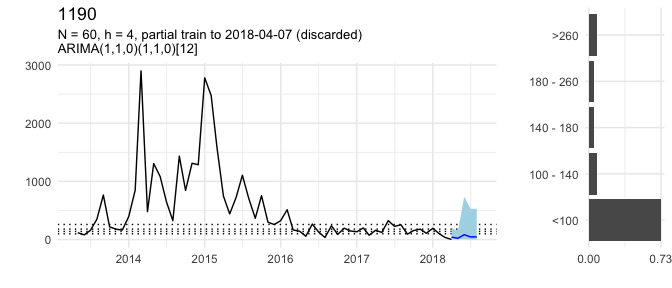 1190
N = 60, h = 4, partial train to 2018-04-07 (discarded)
ARIMA(1,1,0)(1,1,0)[12]
3000
2000
1000
0
2014
2015
2016
2017
2018
>260
180 - 260
140 - 180
100 - 140
<100
0.00
0.73